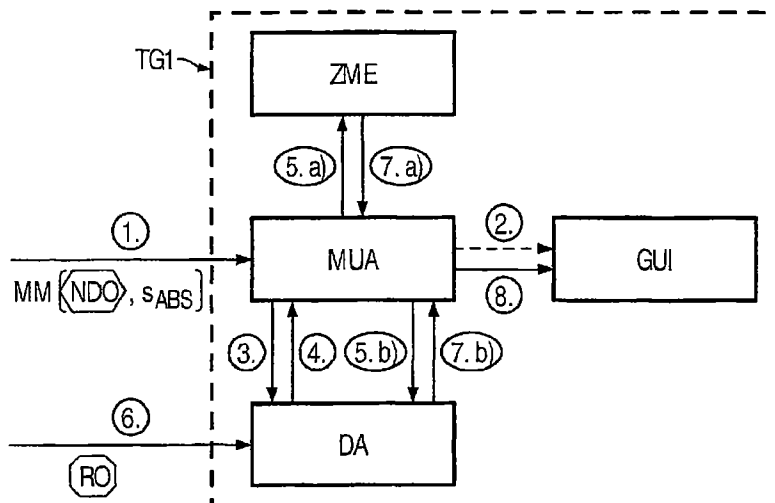 TG1
ZME
5.a)
7.a)
1.
MUA
2.
8.
GUI
MM [NDO, sABS]
3.
4.
5.b)
7.b)
6.
DA
RO